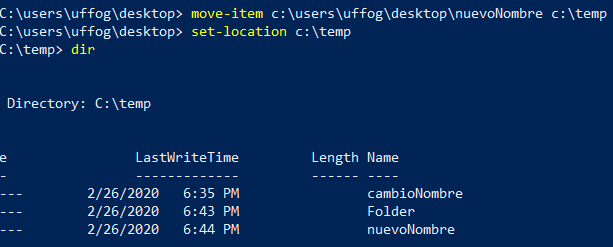 C:\users\uffog\desktop> move-item c:\users\uffog\desktop\nuevoNombre c:\temp
C:\users\uffog\desktop> set-location c:\temp
C:\temp> dir
Directory: C:\temp
e LastWriteTime Length Name
- ------------- ------ ----
--- 2/26/2020 6:35 PM cambioNombre
--- 2/26/2020 6:43 PM Folder
--- 2/26/2020 6:44 PM nuevoNombre